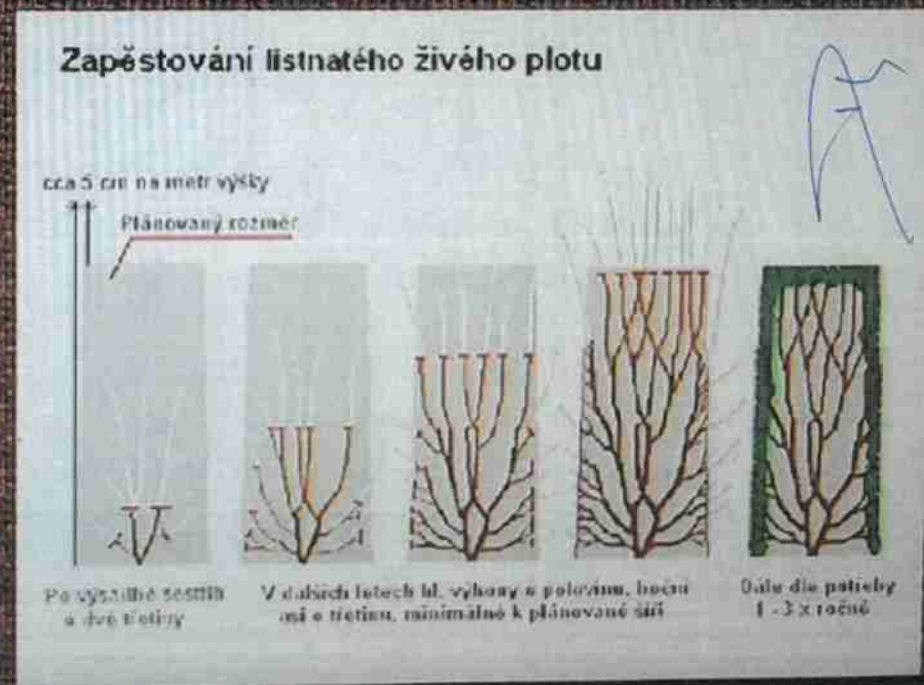 Zapěstování listnatého živého plotu
cca 5 cm na metr výšky
Plánovaný rozměr
Po výsadbě sestřih
o dvě třetiny
V dalších letech hl. výhony o polovinu, boční
o třetinu, minimálně k plánované šíři
Dále dle potřeby
1 - 3 x ročně